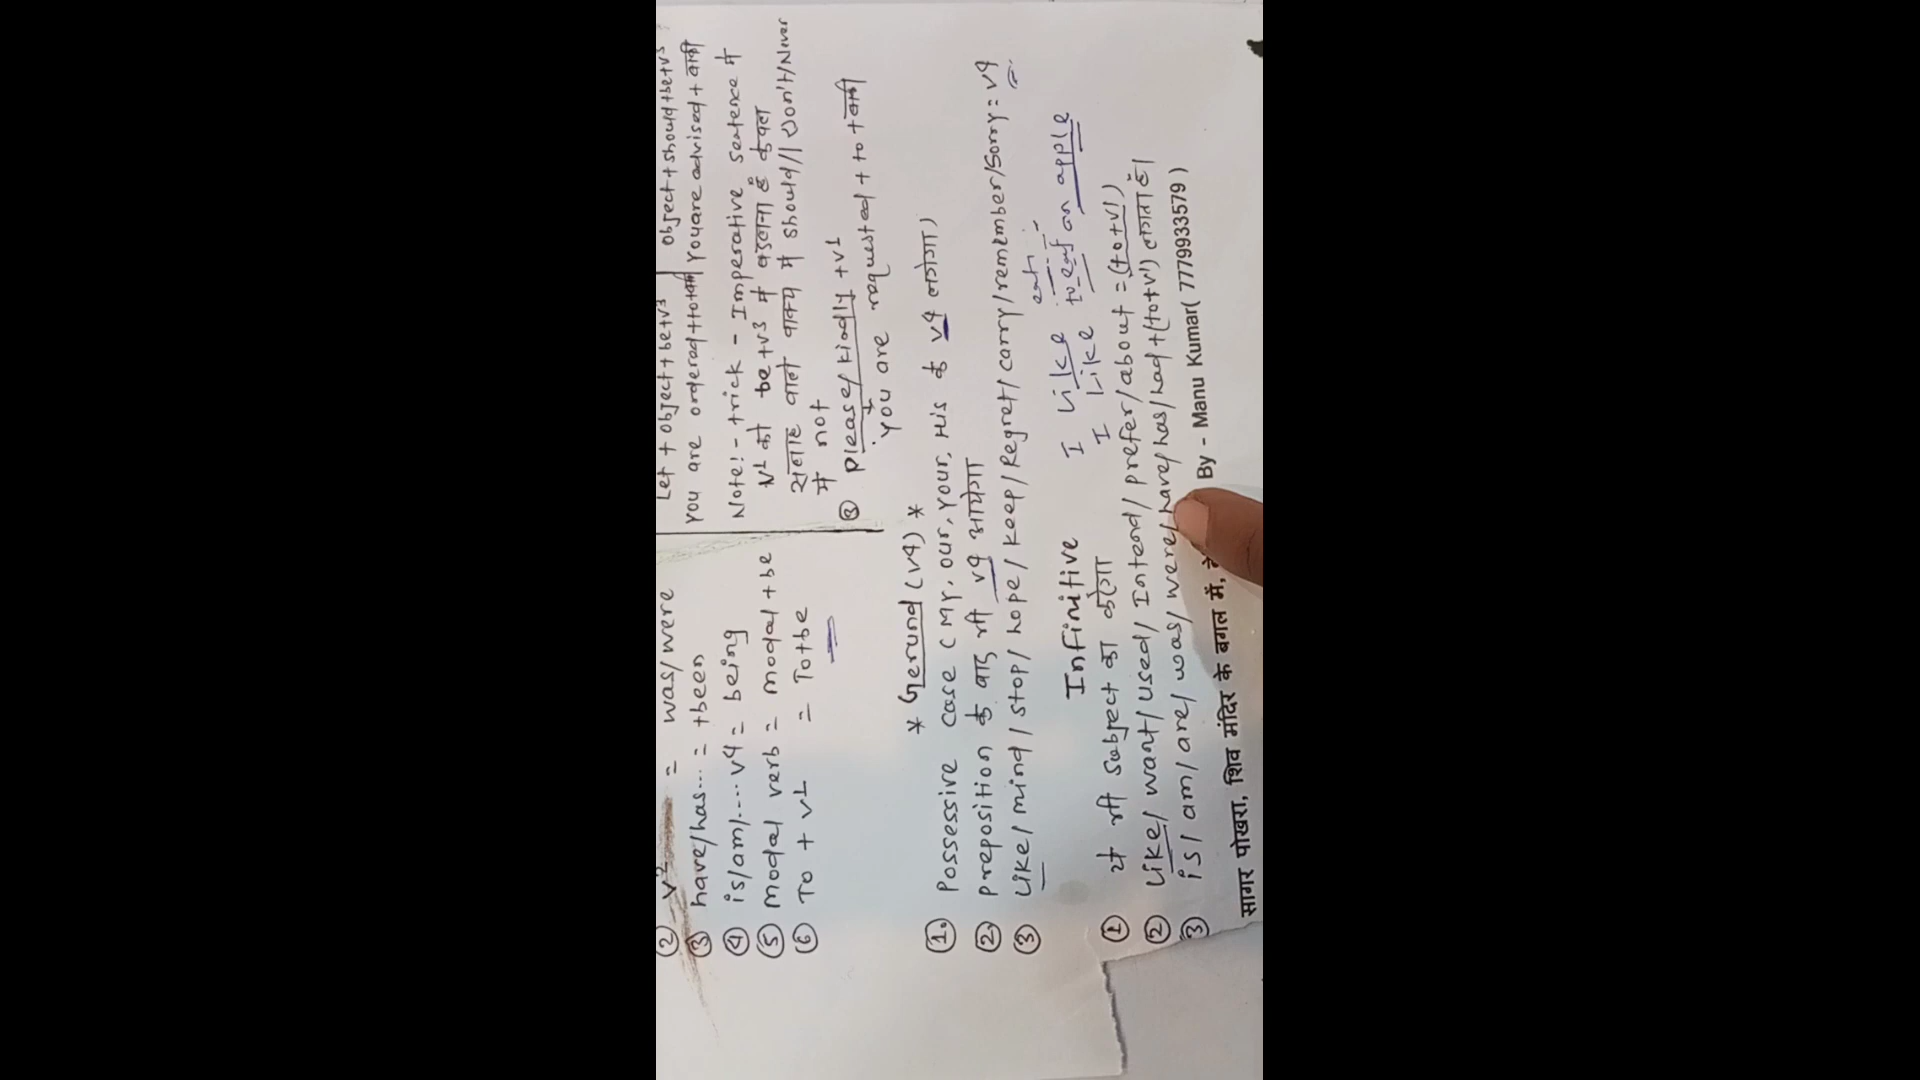 ② V² = was/were
③ have/has... = +been
④ is/am/....V4 = being
⑤ modal verb = modal + be
⑥ To + V1 = To+be
Let + object + be+V3
object + should+be+V3
You are ordered + to + बाकी
You are advised + बाकी
Note:- trick - Imperative sentence में
V1 को be+V3 में बदलना है केवल
सलाह वाले वाक्य में should // Don't/Never
में not
③ Please/Kindly + V1
You are requested + to + बाकी
* Gerund (V4) *
①. Possessive case (My, our, your, His के V4 लगेगा)
② preposition के बाद भी V4 आयेगा
③ Like/mind/stop/hope/keep/Regret/carry/remember/sorry = V4
Infinitive
I Like
I Like to eat an apple
① ये भी subject का होगा
② Like/want/used/Intend/prefer/about = (to+V1)
③ is/am/are/was/were/have/has/had + (to+V1) लगता है।
सागर पोखरा, शिव मंदिर के बगल में,
By - Manu Kumar( 7779933579 )